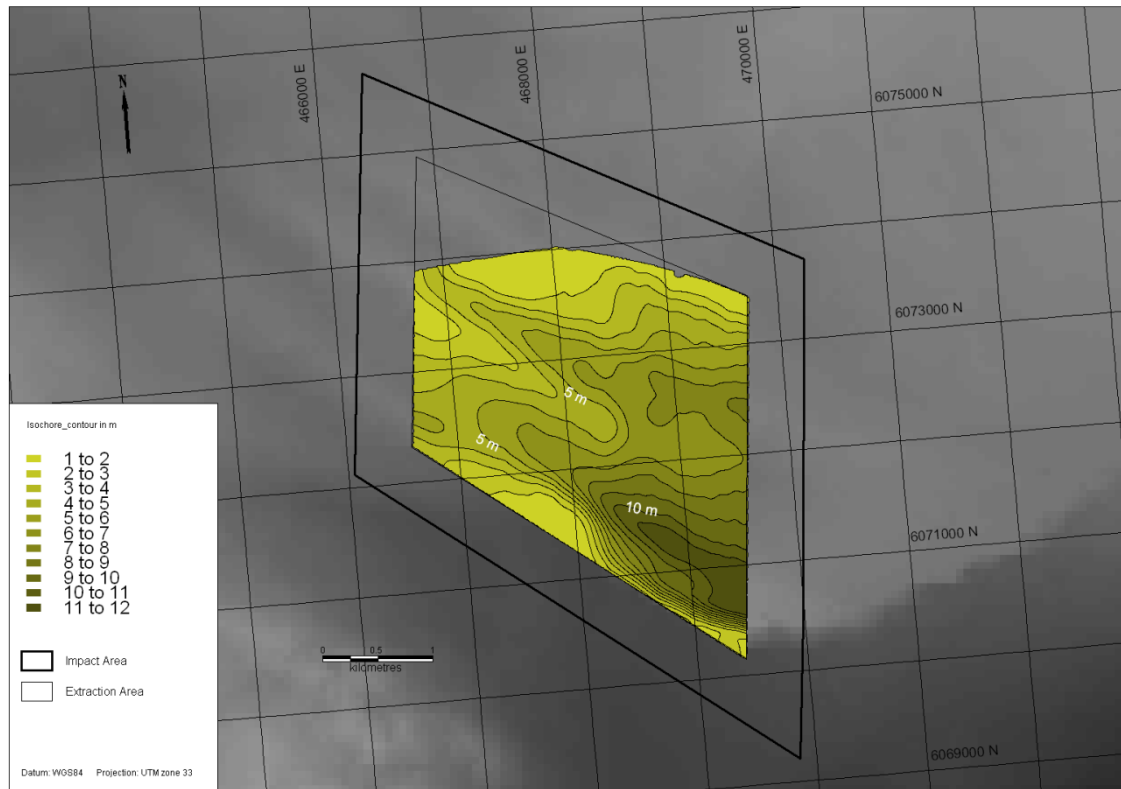 N
466000 E
468000 E
470000 E
6075000 N
6073000 N
5 m
5 m
10 m
6071000 N
6069000 N
Isochore_contour in m
1 to 2
2 to 3
3 to 4
4 to 5
5 to 6
6 to 7
7 to 8
8 to 9
9 to 10
10 to 11
11 to 12
Impact Area
Extraction Area
0 0.5 1
kilometres
Datum: WGS84 Projection: UTM zone 33